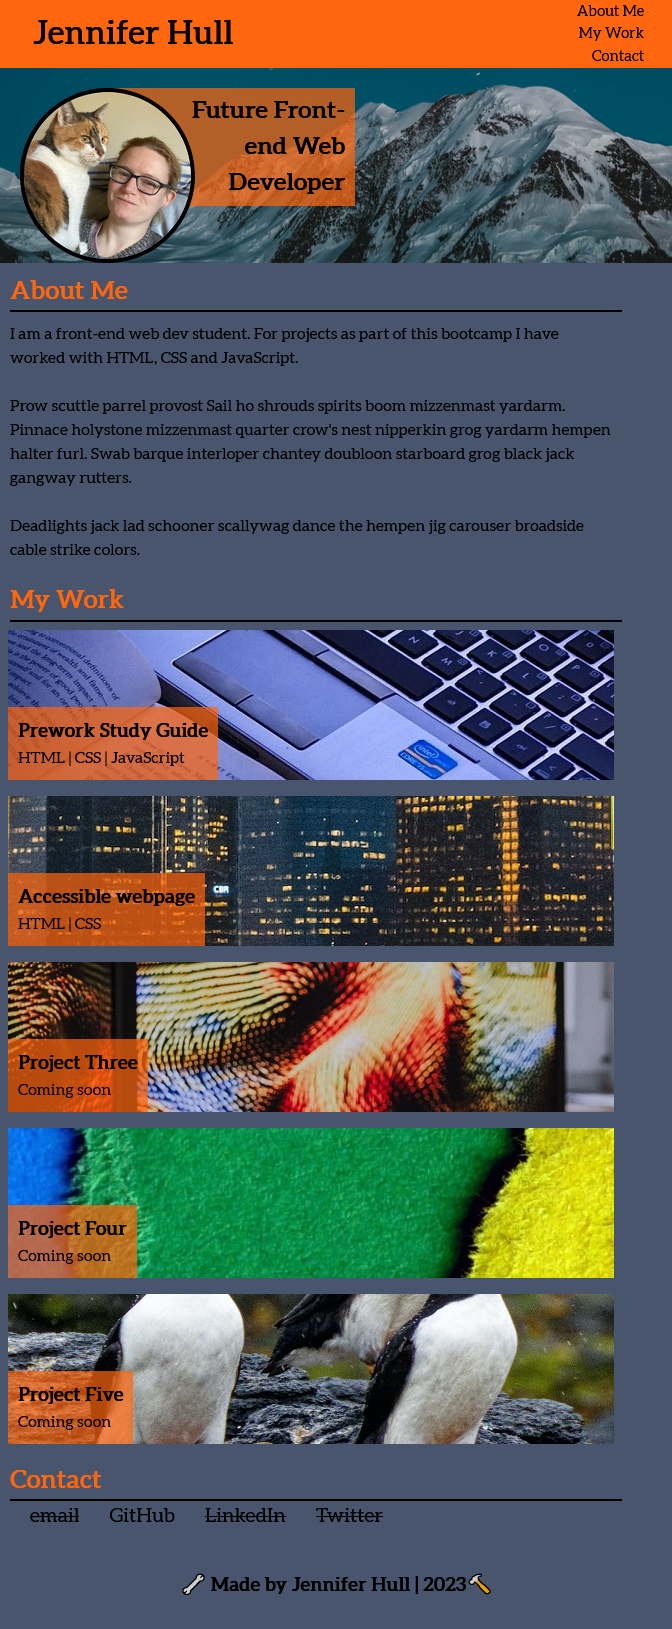 Jennifer Hull
About Me
My Work
Contact
Future Front-
end Web
Developer
About Me
I am a front-end web dev student. For projects as part of this bootcamp I have
worked with HTML, CSS and JavaScript.
Prow scuttle parrel provost Sail ho shrouds spirits boom mizzenmast yardarm.
Pinnace holystone mizzenmast quarter crow's nest nipperkin grog yardarm hempen
halter furl. Swab barque interloper chantey doubloon starboard grog black jack
gangway rutters.
Deadlights jack lad schooner scallywag dance the hempen jig carouser broadside
cable strike colors.
My Work
Prework Study Guide
HTML | CSS | JavaScript
intel
Accessible webpage
HTML | CSS
CBR
Project Three
Coming soon
Project Four
Coming soon
Project Five
Coming soon
Contact
email GitHub LinkedIn Twitter
Made by Jennifer Hull | 2023